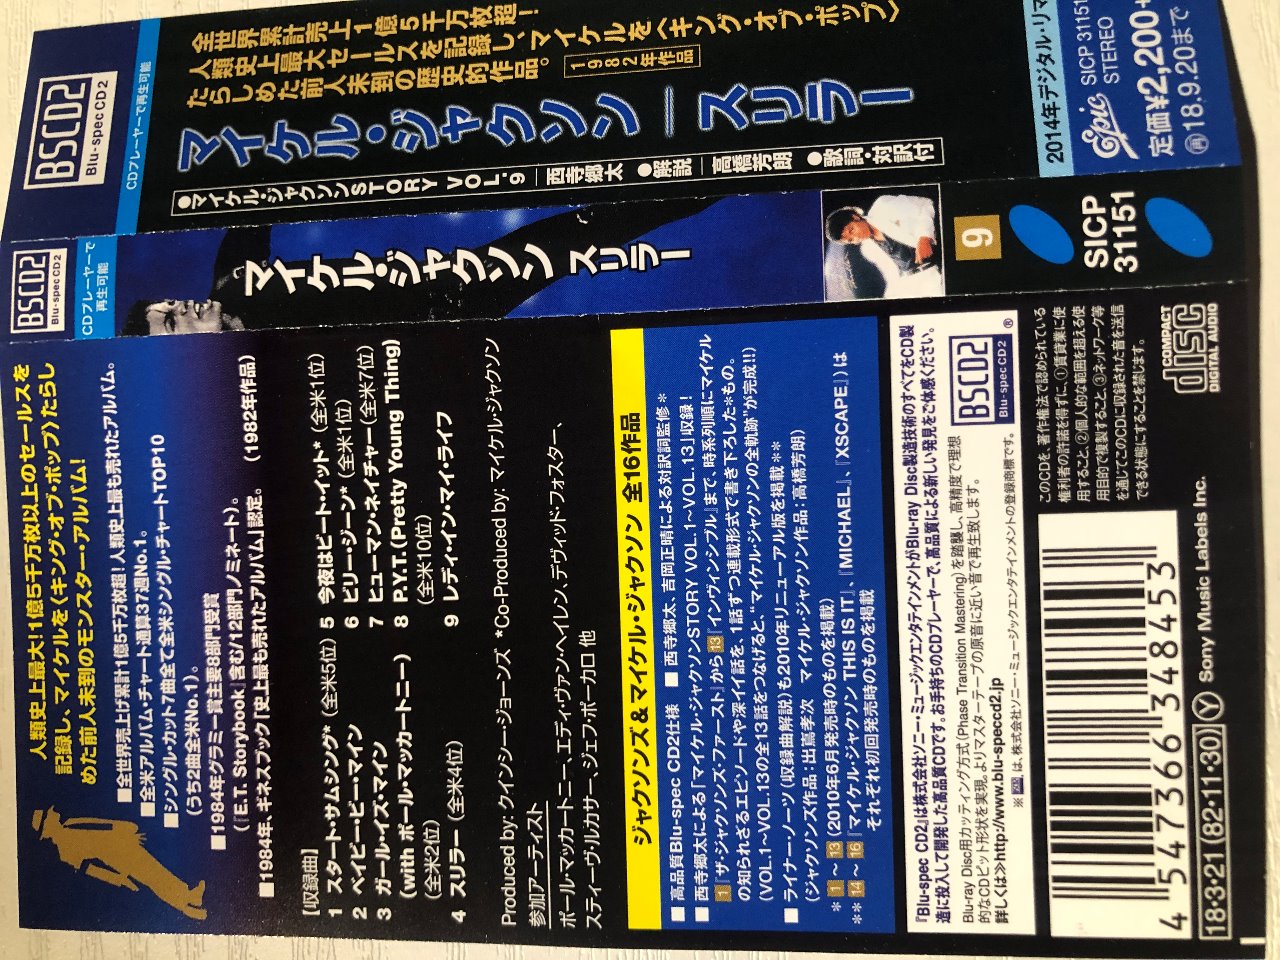 BSCD2
Blu-spec CD2
CDプレーヤーで再生可能
全世界累計売上1億5千万枚超!
人類史上最大セールスを記録し、マイケルを〈キング・オブ・ポップ〉
たらしめた前人未到の歴史的作品。
1982年作品
マイケル・ジャクソン|スリラー
●マイケル・ジャクソンSTORY VOL.9|西寺郷太 ●解説|高橋芳朗 ●歌詞・対訳付
2014年デジタル・リマ
Epic
SICP 31151
STEREO
定価¥2,200+
㊞18.9.20まで
BSCD2
Blu-spec CD2
CDプレーヤーで
再生可能
マイケル・ジャクソン スリラー
9
SICP
31151
人類史上最大!1億5千万枚以上のセールスを
記録し、マイケルを〈キング・オブ・ポップ〉たらし
めた前人未到のモンスター・アルバム!
■全世界売上げ累計1億5千万枚超!人類史上最も売れたアルバム。
■全米アルバム・チャート通算37週No.1。
■シングル・カット7曲全て全米シングル・チャートTOP10
(うち2曲全米No.1)。
■1984年グラミー賞主要8部門受賞
(『E.T. Storybook』含む/12部門ノミネート)。
■1984年、ギネスブック「史上最も売れたアルバム」認定。 (1982年作品)
【収録曲】
1 スタート・サムシング* (全米5位)
2 ベイビー・ビー・マイン
3 ガール・イズ・マイン
(with ポール・マッカートニー)
(全米2位)
4 スリラー (全米4位)
5 今夜はビート・イット* (全米1位)
6 ビリー・ジーン* (全米1位)
7 ヒューマン・ネイチャー (全米7位)
8 P.Y.T.(Pretty Young Thing)
(全米10位)
9 レディ・イン・マイ・ライフ
Produced by: クインシー・ジョーンズ *Co-Produced by: マイケル・ジャクソン
参加アーティスト
ポール・マッカートニー、エディ・ヴァン・ヘイレン、デヴィッド・フォスター、
スティーヴ・ルカサー、ジェフ・ポーカロ 他
ジャクソンズ&マイケル・ジャクソン 全16作品
■ 高品質Blu-spec CD2仕様 ■ 西寺郷太、吉岡正晴による対訳詞監修*
■ 西寺郷太による「マイケル・ジャクソンSTORY VOL.1~VOL.13」収録!
1『ザ・ジャクソンズ・ファースト』から13『インヴィンシブル』まで、時系列順にマイケル
の知られざるエピソードや深イイ話を1話ずつ連載形式で書き下ろしたもの。
(VOL.1~VOL.13の全13話をつなげると、“マイケル・ジャクソンの全軌跡”が完成!!)
■ ライナーノーツ(収録曲解説)も2010年リニューアル版を掲載**
(ジャクソンズ作品:出嶌孝次 マイケル・ジャクソン作品:高橋芳朗)
* 1 ~ 13 (2010年6月発売時のものを掲載)
** 14 ~ 16 『マイケル・ジャクソン THIS IS IT』、『MICHAEL』、『XSCAPE』)は
それぞれ初回発売時のものを掲載
『Blu-spec CD2』は株式会社ソニー・ミュージックエンタテインメントがBlu-ray Disc製造技術のすべてをCD製
造に投入して開発した高品質CDです。お手持ちのCDプレーヤーで、高品質による新しい発見をご体感ください。
Blu-ray Disc用カッティング方式(Phase Transition Mastering)を踏襲し、高精度で理想
的なCDピット形状を実現。よりマスターテープの原音に近い音で再生致します。
詳しくは≫http://www.blu-speccd2.jp
BSCD2®
Blu-spec CD2
は、株式会社ソニー・ミュージックエンタテインメントの登録商標です。
このCDを、著作権法で認められている
権利者の許諾を得ずに、①賃貸業に使
用すること、②個人的な範囲を超える使
用目的で複製すること、③ネットワーク等
を通じてこのCDに収録された音を送信
できる状態にすることを禁じます。
COMPACT
disc
DIGITAL AUDIO
4 547366 348453
18・3・21 (82・11・30) Y Sony Music Labels Inc.